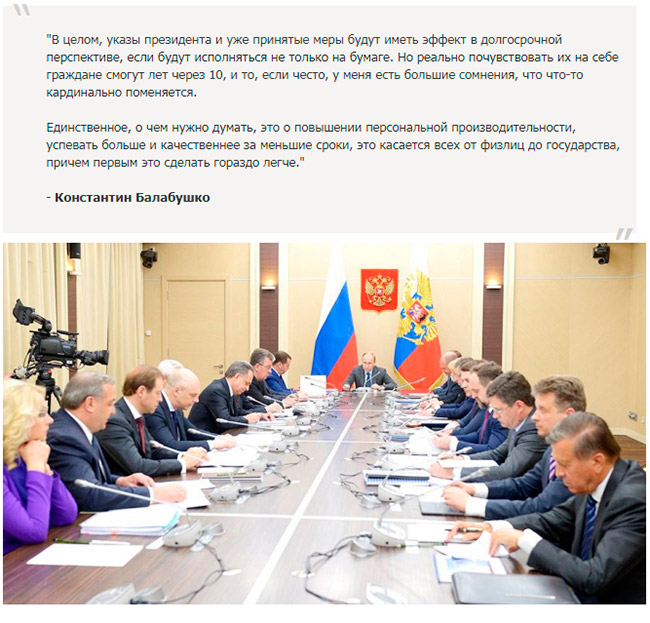 "В целом, указы президента и уже принятые меры будут иметь эффект в долгосрочной
перспективе, если будут исполняться не только на бумаге. Но реально почувствовать их на себе
граждане смогут лет через 10, и то, если честно, у меня есть большие сомнения, что что-то
кардинально поменяется.
Единственное, о чем нужно думать, это о повышении персональной производительности,
успевать больше и качественнее за меньшие сроки, это касается всех от физлиц до государства,
причем первым это сделать гораздо легче."
- Константин Балабушко